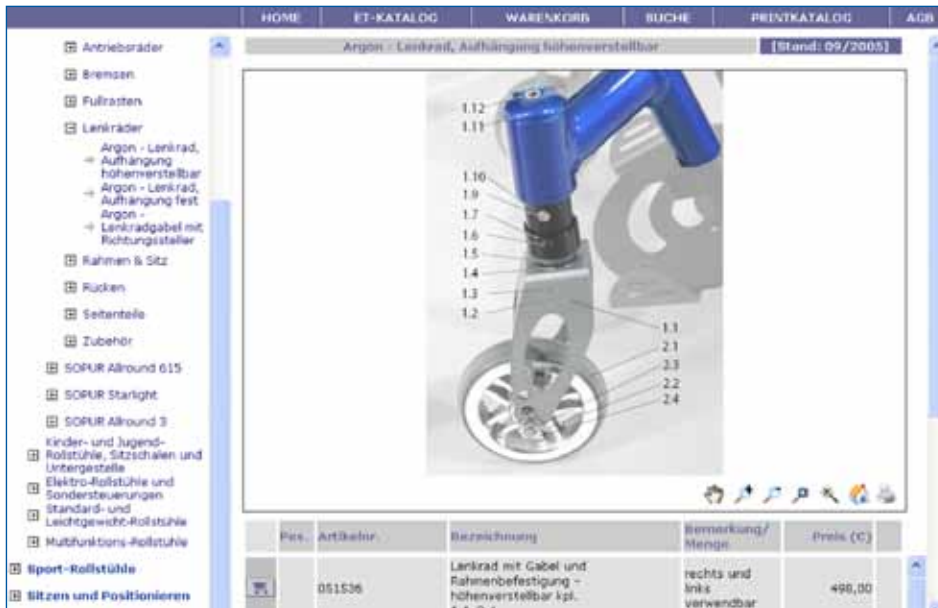 HOME ET-KATALOG WARENKORB SUCHE PRINTKATALOG AGB
Antriebsräder
Bremsen
Fußrasten
Lenkräder
Argon - Lenkrad,
Aufhängung
höhenverstellbar
Argon - Lenkrad,
Aufhängung fest
Argon -
Lenkradgabel mit
Richtungssteller
Rahmen & Sitz
Rücken
Seitenteile
Zubehör
SOPUR Allround 615
SOPUR Starlight
SOPUR Allround 3
Kinder- und Jugend-
Rollstühle, Sitzschalen und
Untergestelle
Elektro-Rollstühle und
Sondersteuerungen
Standard- und
Leichtgewicht-Rollstühle
Multifunktions-Rollstühle
Sport-Rollstühle
Sitzen und Positionieren
Argon - Lenkrad, Aufhängung höhenverstellbar
[Stand: 09/2005]
1.12
1.11
1.10
1.9
1.7
1.6
1.5
1.4
1.3
1.2
1.1
2.1
2.3
2.2
2.4
Pos. Artikelnr. Bezeichnung Bemerkung/ Menge Preis (€)
051536
Lenkrad mit Gabel und
Rahmenbefestigung -
höhenverstellbar kpl.
rechts und
links
verwendbar
498,00